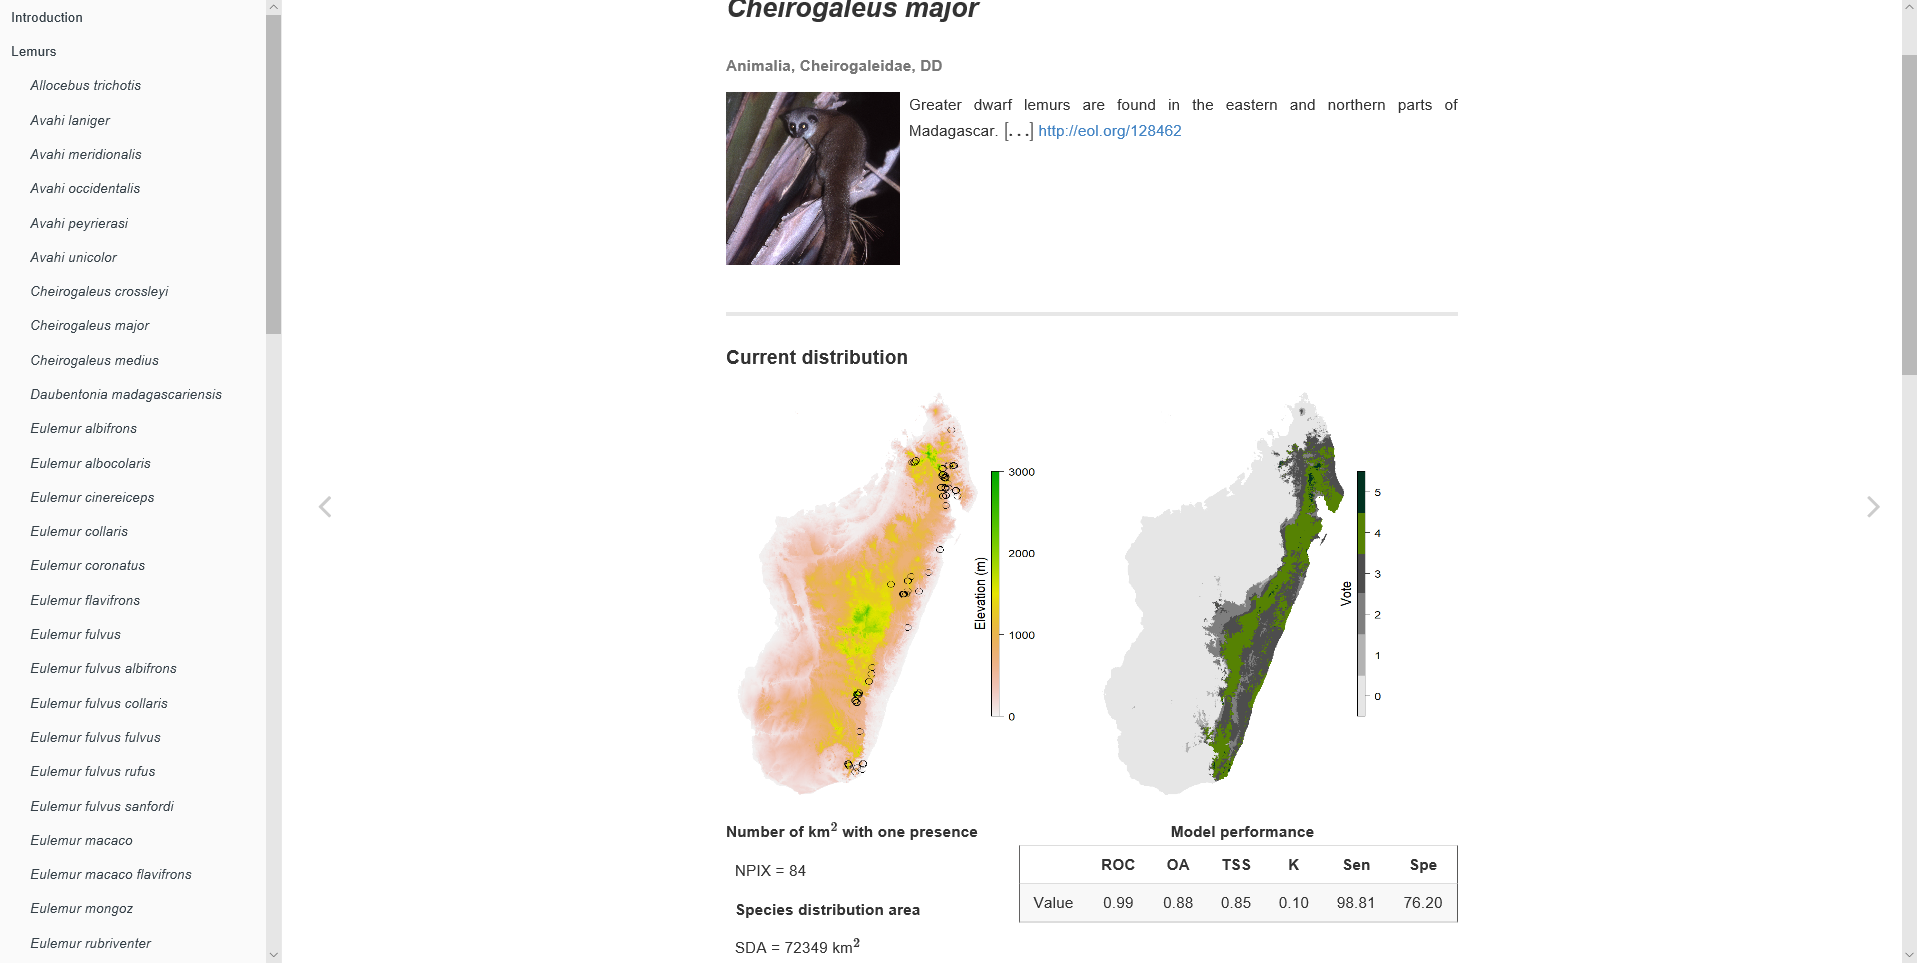 Introduction
Lemurs
Allocebus trichotis
Avahi laniger
Avahi meridionalis
Avahi occidentalis
Avahi peyrierasi
Avahi unicolor
Cheirogaleus crossleyi
Cheirogaleus major
Cheirogaleus medius
Daubentonia madagascariensis
Eulemur albifrons
Eulemur albocolaris
Eulemur cinereiceps
Eulemur collaris
Eulemur coronatus
Eulemur flavifrons
Eulemur fulvus
Eulemur fulvus albifrons
Eulemur fulvus collaris
Eulemur fulvus fulvus
Eulemur fulvus rufus
Eulemur fulvus sanfordi
Eulemur macaco
Eulemur macaco flavifrons
Eulemur mongoz
Eulemur rubriventer
Cheirogaleus major
Animalia, Cheirogaleidae, DD
Greater dwarf lemurs are found in the eastern and northern parts of
Madagascar. [...] http://eol.org/128462
Current distribution
Elevation (m)
3000
2000
1000
0
Vote
5
4
3
2
1
0
Number of km² with one presence
NPIX = 84
Species distribution area
SDA = 72349 km²
Model performance
ROC OA TSS K Sen Spe
Value 0.99 0.88 0.85 0.10 98.81 76.20